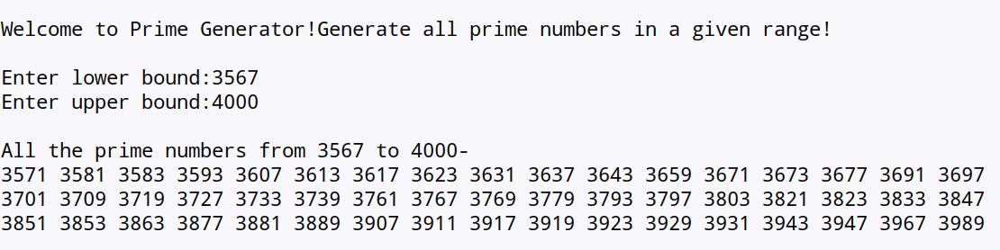 Welcome to Prime Generator!Generate all prime numbers in a given range!
Enter lower bound:3567
Enter upper bound:4000
All the prime numbers from 3567 to 4000-
3571 3581 3583 3593 3607 3613 3617 3623 3631 3637 3643 3659 3671 3673 3677 3691 3697
3701 3709 3719 3727 3733 3739 3761 3767 3769 3779 3793 3797 3803 3821 3823 3833 3847
3851 3853 3863 3877 3881 3889 3907 3911 3917 3919 3923 3929 3931 3943 3947 3967 3989